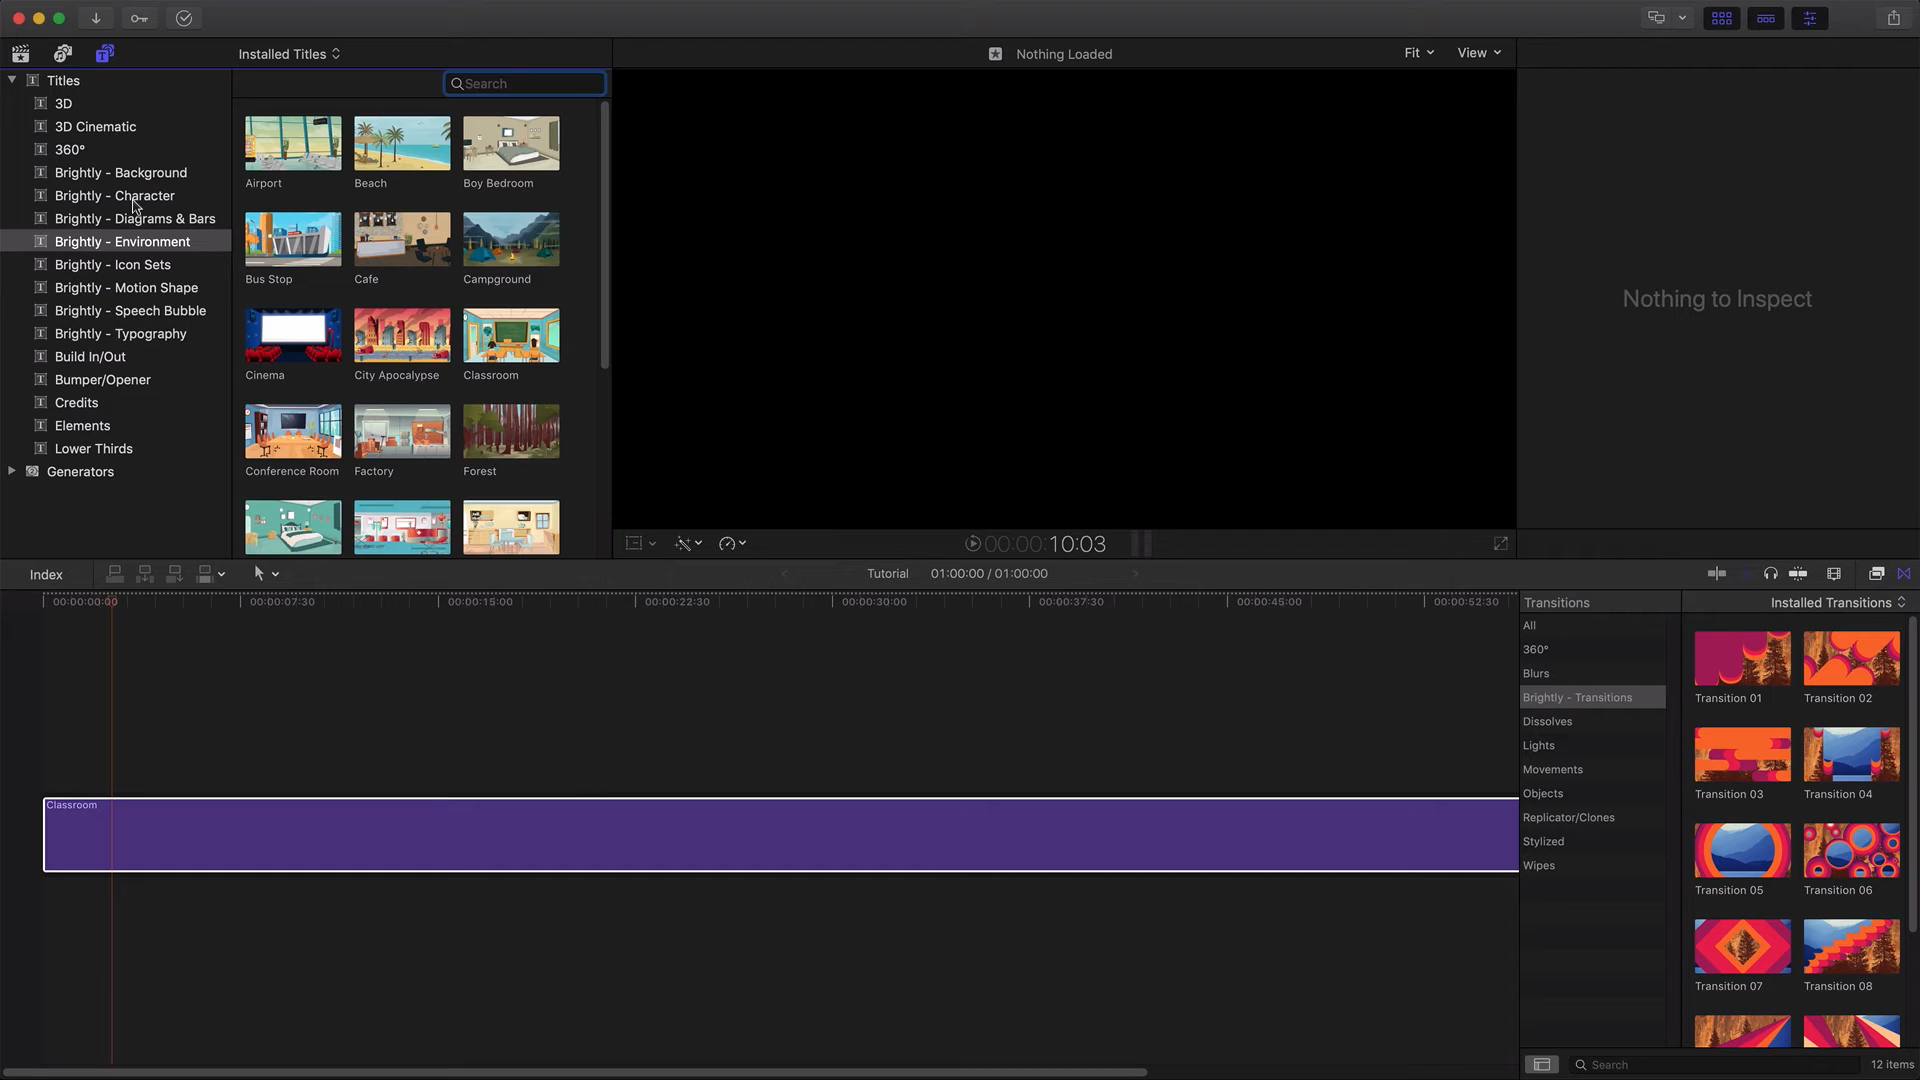 Installed Titles
Nothing Loaded
Fit
View
Titles
3D
3D Cinematic
360°
Brightly - Background
Brightly - Character
Brightly - Diagrams & Bars
Brightly - Environment
Brightly - Icon Sets
Brightly - Motion Shape
Brightly - Speech Bubble
Brightly - Typography
Build In/Out
Bumper/Opener
Credits
Elements
Lower Thirds
Generators
Search
Airport
Beach
Boy Bedroom
Bus Stop
Cafe
Campground
Cinema
City Apocalypse
Classroom
Conference Room
Factory
Forest
Nothing to Inspect
00:00:10:03
Index
Tutorial
01:00:00 / 01:00:00
00:00:00:00
00:00:07:30
00:00:15:00
00:00:22:30
00:00:30:00
00:00:37:30
00:00:45:00
00:00:52:30
Classroom
Transitions
Installed Transitions
All
360°
Blurs
Brightly - Transitions
Dissolves
Lights
Movements
Objects
Replicator/Clones
Stylized
Wipes
Transition 01
Transition 02
Transition 03
Transition 04
Transition 05
Transition 06
Transition 07
Transition 08
Search
12 items